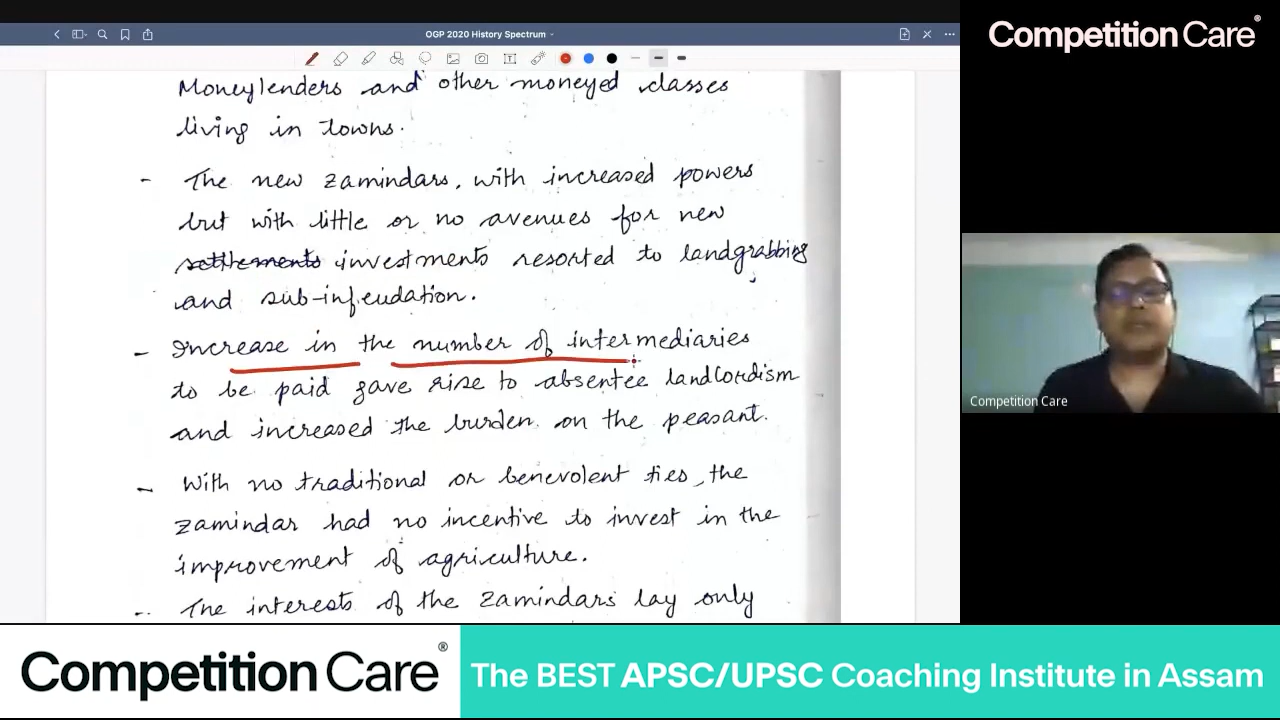 OGP 2020 History Spectrum
Competition Care®
Moneylenders and other moneyed classes
living in towns.
- The new zamindars, with increased powers
but with little or no avenues for new
settlements investments resorted to landgrabbing
and sub-infeudation.
- Increase in the number of intermediaries
to be paid gave rise to absentee landlordism
and increased the burden on the peasant.
- With no traditional or benevolent ties, the
zamindar had no incentive to invest in the
improvement of agriculture.
- The interests of the zamindars lay only
Competition Care
Competition Care®
The BEST APSC/UPSC Coaching Institute in Assam